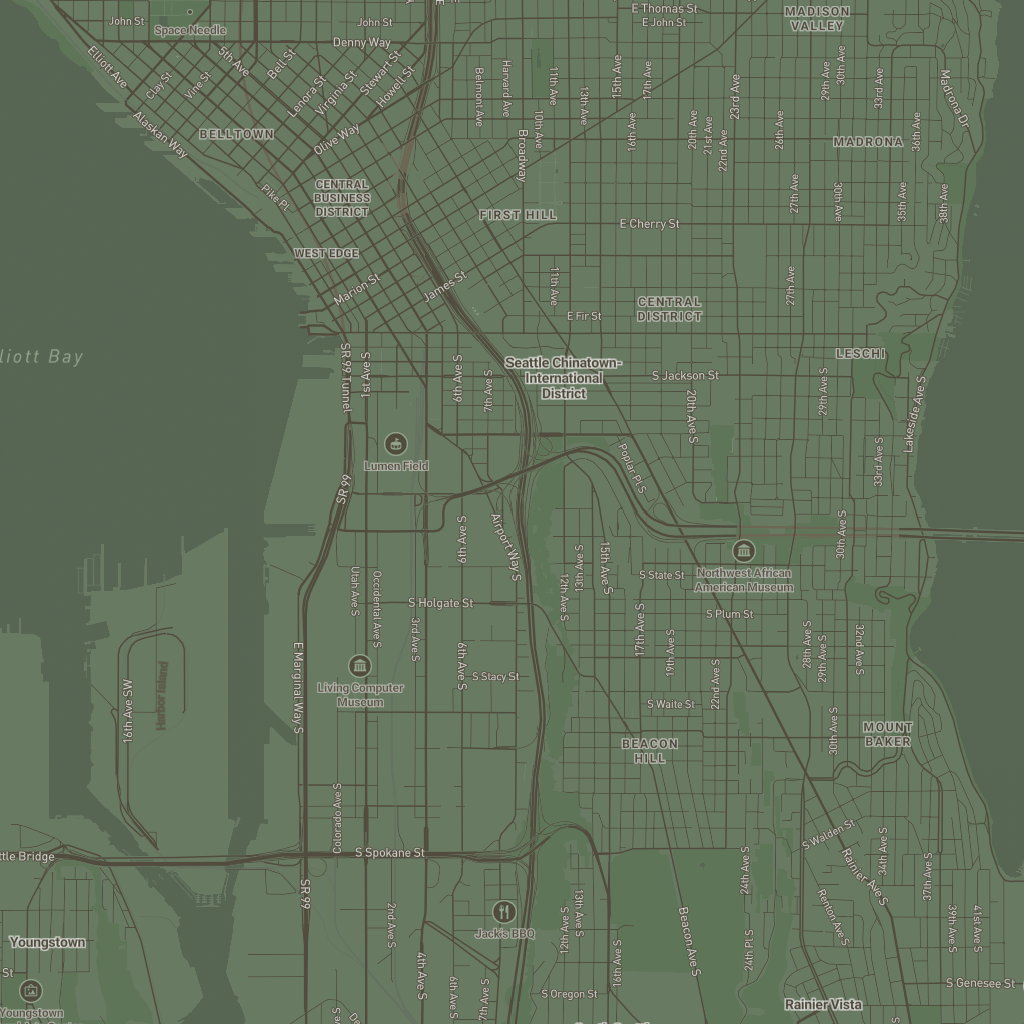 John St
Space Needle
John St
E Thomas St
E John St
MADISON
VALLEY
Denny Way
Elliott Ave
Clay St
Vine St
5th Ave
Bell St
Lenora St
Virginia St
Stewart St
Howell St
Belmont Ave
Harvard Ave
11th Ave
10th Ave
13th Ave
15th Ave
17th Ave
16th Ave
20th Ave
21st Ave
22nd Ave
23rd Ave
26th Ave
29th Ave
30th Ave
33rd Ave
36th Ave
Madrona Dr
Alaskan Way
BELLTOWN
Olive Way
Broadway
MADRONA
Pike Pl
CENTRAL
BUSINESS
DISTRICT
FIRST HILL
E Cherry St
27th Ave
30th Ave
35th Ave
38th Ave
WEST EDGE
Marion St
James St
11th Ave
27th Ave
CENTRAL
DISTRICT
E Fir St
liott Bay
SR 99 Tunnel
1st Ave S
6th Ave S
7th Ave S
Seattle Chinatown-
International
District
S Jackson St
LESCHI
20th Ave S
29th Ave S
Lakeside Ave S
Lumen Field
Poplar Pl S
33rd Ave S
SR 99
6th Ave S
Airport Way S
30th Ave S
Northwest African
American Museum
Utah Ave S
Occidental Ave S
S Holgate St
3rd Ave S
12th Ave S
13th Ave S
15th Ave S
S State St
S Plum St
17th Ave S
19th Ave S
28th Ave S
29th Ave S
32nd Ave S
16th Ave SW
Harbor Island
E Marginal Way S
Living Computer
Museum
6th Ave S
S Stacy St
22nd Ave S
S Waite St
30th Ave S
MOUNT
BAKER
BEACON
HILL
Colorado Ave S
ttle Bridge
S Spokane St
S Walden St
Rainier Ave S
34th Ave S
24th Ave S
37th Ave S
SR 99
2nd Ave S
Jack's BBQ
12th Ave S
13th Ave S
16th Ave S
Beacon Ave S
24th Pl S
Renton Ave S
39th Ave S
41st Ave S
Youngstown
St
Youngstown
4th Ave S
6th Ave S
7th Ave S
S Oregon St
Rainier Vista
S Genesee St